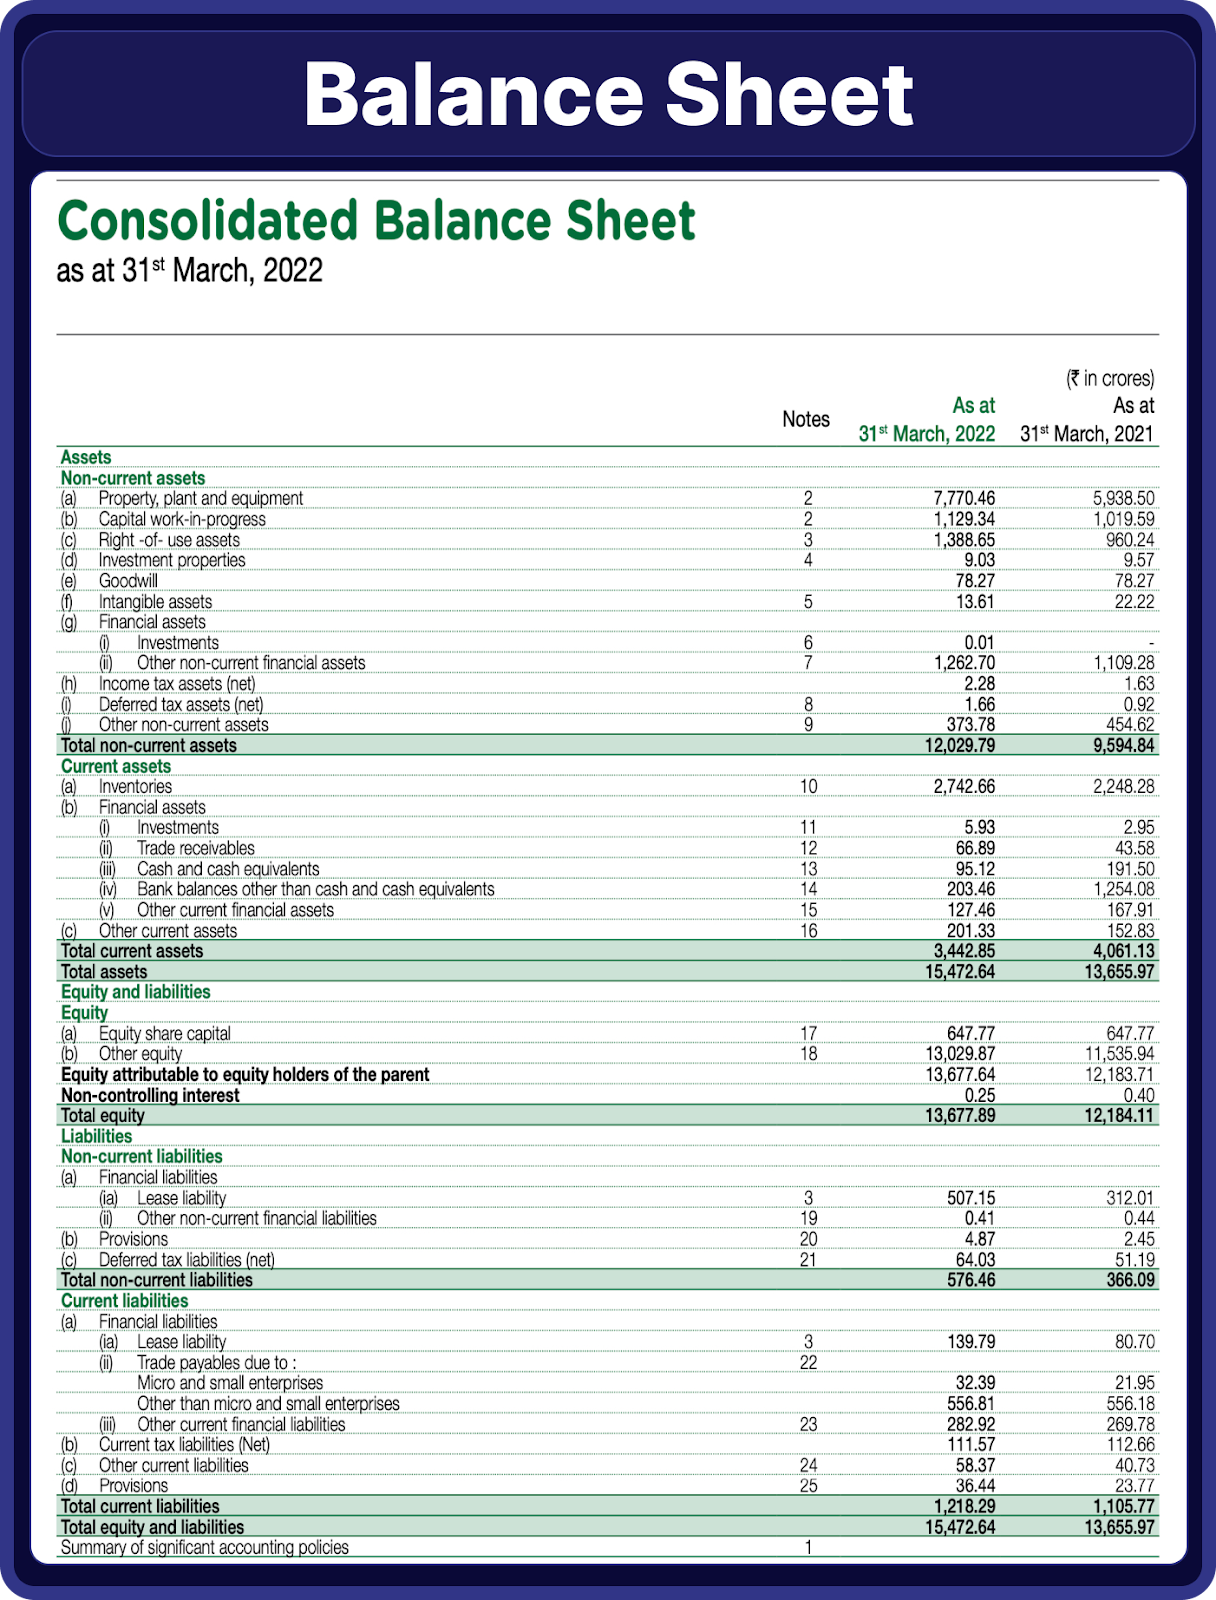 Balance Sheet
Consolidated Balance Sheet
as at 31st March, 2022
(₹ in crores)
Notes As at 31st March, 2022 As at 31st March, 2021
Assets
Non-current assets
(a) Property, plant and equipment 2 7,770.46 5,938.50
(b) Capital work-in-progress 2 1,129.34 1,019.59
(c) Right -of- use assets 3 1,388.65 960.24
(d) Investment properties 4 9.03 9.57
(e) Goodwill 78.27 78.27
(f) Intangible assets 5 13.61 22.22
(g) Financial assets
(i) Investments 6 0.01 -
(ii) Other non-current financial assets 7 1,262.70 1,109.28
(h) Income tax assets (net) 2.28 1.63
(i) Deferred tax assets (net) 8 1.66 0.92
(j) Other non-current assets 9 373.78 454.62
Total non-current assets 12,029.79 9,594.84
Current assets
(a) Inventories 10 2,742.66 2,248.28
(b) Financial assets
(i) Investments 11 5.93 2.95
(ii) Trade receivables 12 66.89 43.58
(iii) Cash and cash equivalents 13 95.12 191.50
(iv) Bank balances other than cash and cash equivalents 14 203.46 1,254.08
(v) Other current financial assets 15 127.46 167.91
(c) Other current assets 16 201.33 152.83
Total current assets 3,442.85 4,061.13
Total assets 15,472.64 13,655.97
Equity and liabilities
Equity
(a) Equity share capital 17 647.77 647.77
(b) Other equity 18 13,029.87 11,535.94
Equity attributable to equity holders of the parent 13,677.64 12,183.71
Non-controlling interest 0.25 0.40
Total equity 13,677.89 12,184.11
Liabilities
Non-current liabilities
(a) Financial liabilities
(ia) Lease liability 3 507.15 312.01
(ii) Other non-current financial liabilities 19 0.41 0.44
(b) Provisions 20 4.87 2.45
(c) Deferred tax liabilities (net) 21 64.03 51.19
Total non-current liabilities 576.46 366.09
Current liabilities
(a) Financial liabilities
(ia) Lease liability 3 139.79 80.70
(ii) Trade payables due to : 22
Micro and small enterprises 32.39 21.95
Other than micro and small enterprises 556.81 556.18
(iii) Other current financial liabilities 23 282.92 269.78
(b) Current tax liabilities (Net) 111.57 112.66
(c) Other current liabilities 24 58.37 40.73
(d) Provisions 25 36.44 23.77
Total current liabilities 1,218.29 1,105.77
Total equity and liabilities 15,472.64 13,655.97
Summary of significant accounting policies 1